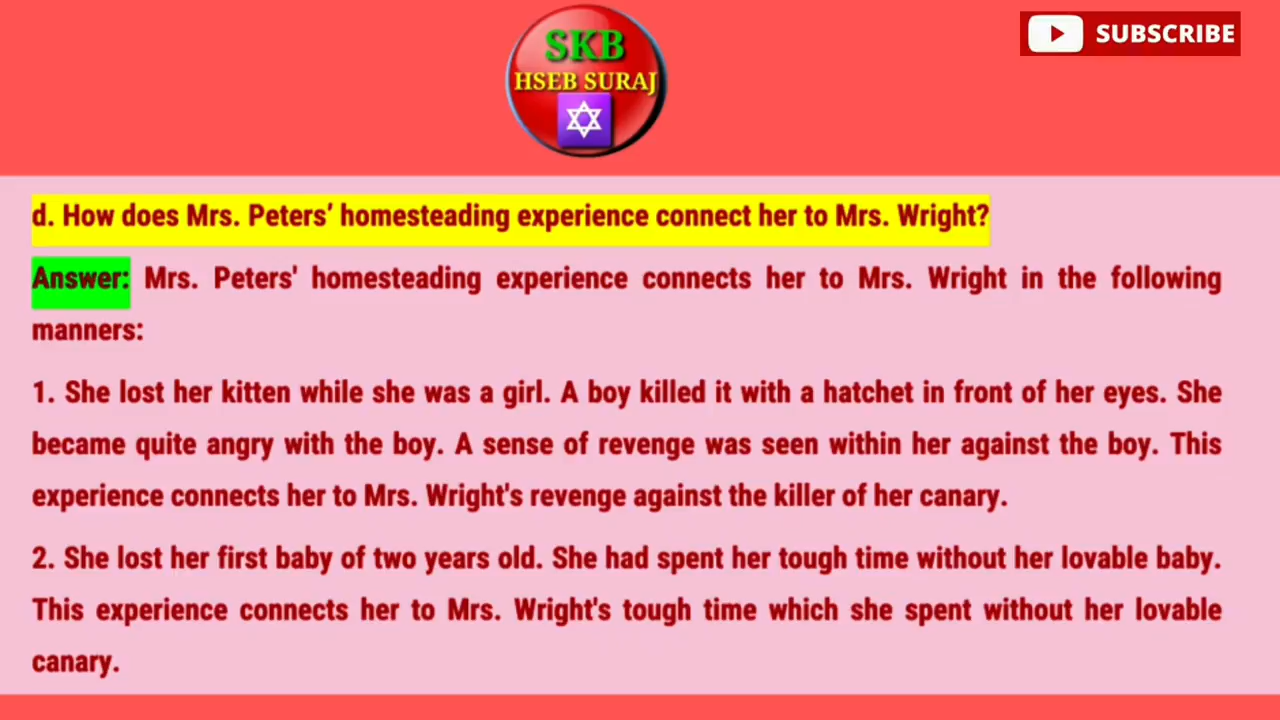 SKB
HSEB SURAJ
SUBSCRIBE
d. How does Mrs. Peters’ homesteading experience connect her to Mrs. Wright?
Answer: Mrs. Peters' homesteading experience connects her to Mrs. Wright in the following
manners:
1. She lost her kitten while she was a girl. A boy killed it with a hatchet in front of her eyes. She
became quite angry with the boy. A sense of revenge was seen within her against the boy. This
experience connects her to Mrs. Wright's revenge against the killer of her canary.
2. She lost her first baby of two years old. She had spent her tough time without her lovable baby.
This experience connects her to Mrs. Wright's tough time which she spent without her lovable
canary.